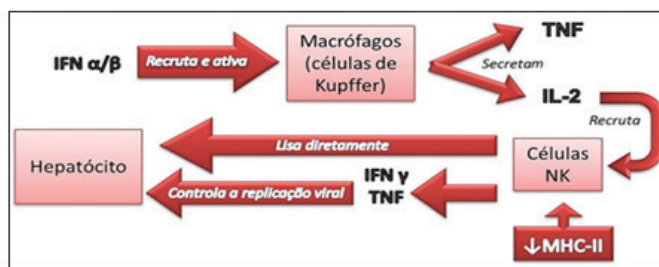 IFN α/β
Recruta e ativa
Macrófagos
(células de
Kupffer)
TNF
Secretam
IL-2
Recruta
Lisa diretamente
Hepatócito
Células
NK
IFN γ
TNF
Controla a replicação viral
↓MHC-II